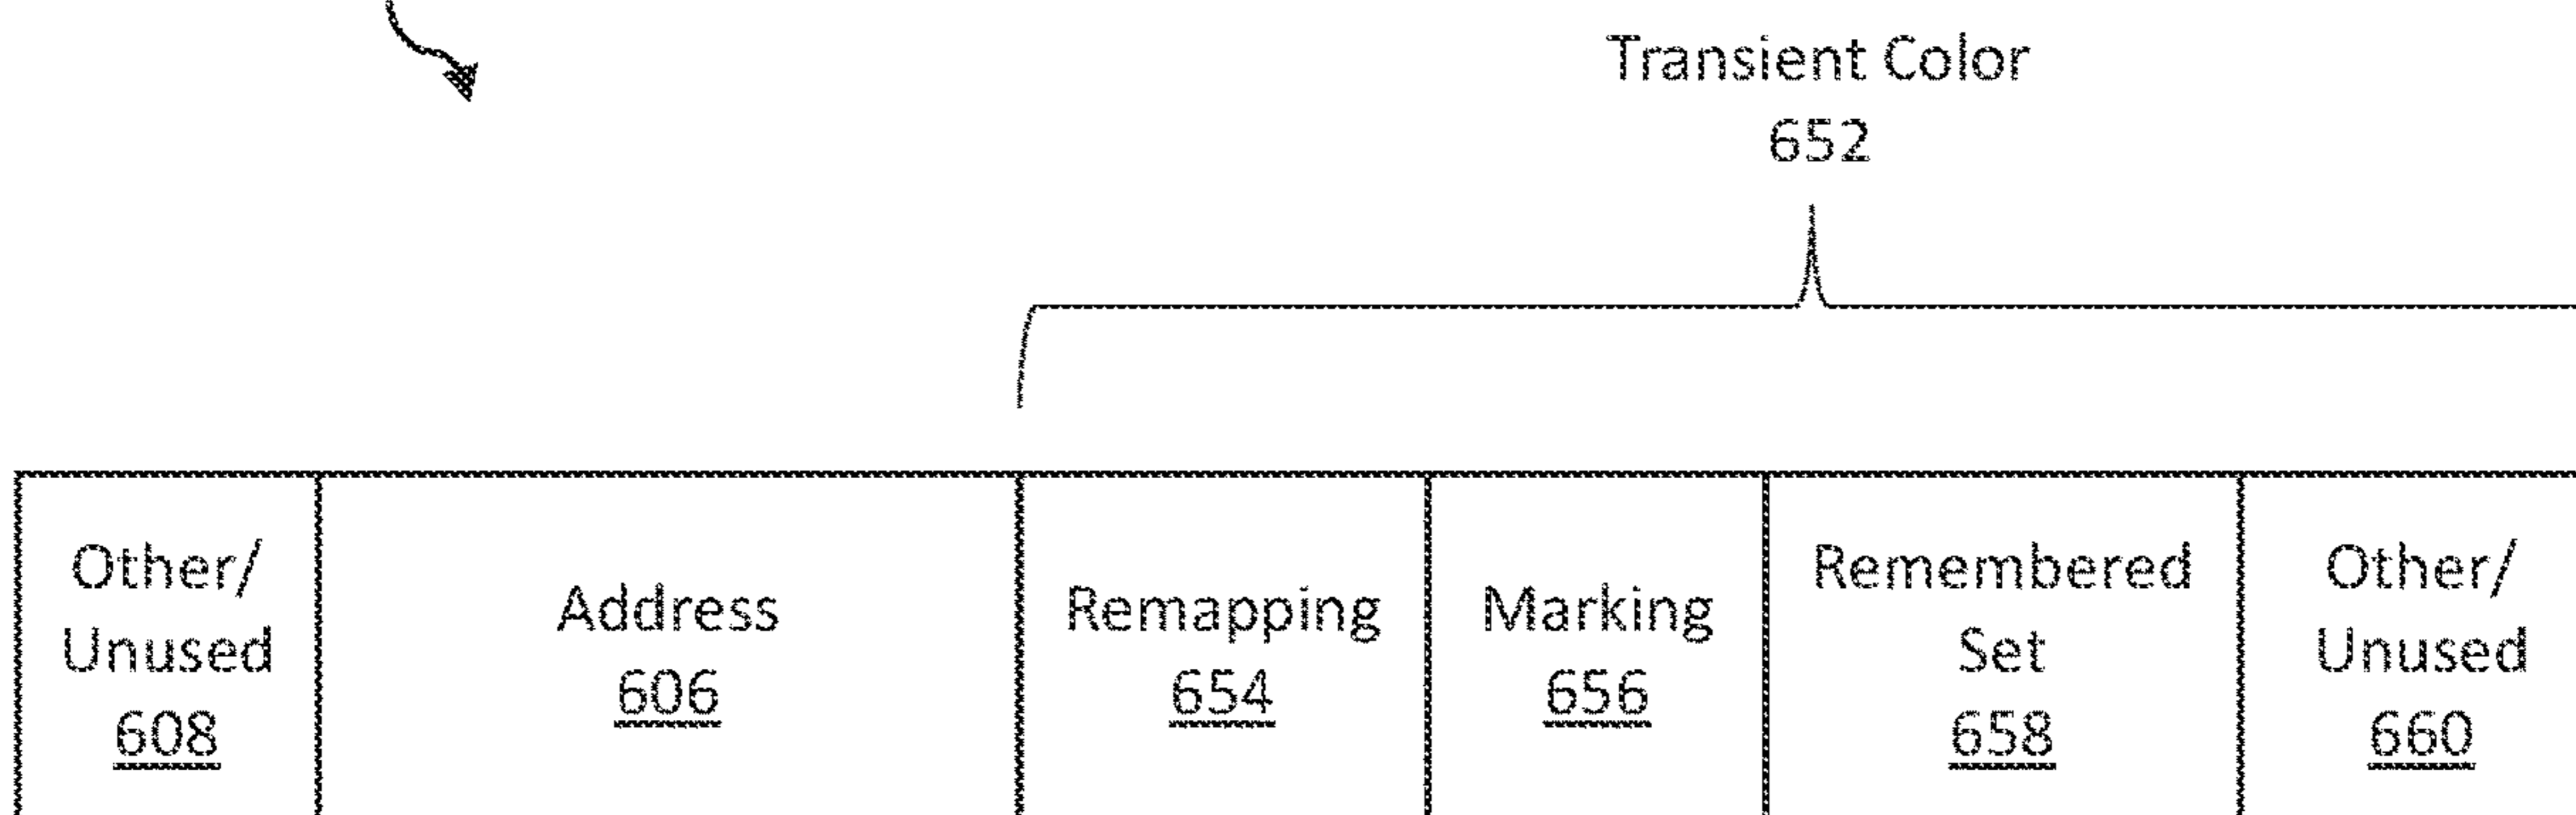 Transient Color
652
Other/
Unused
608
Address
606
Remapping
654
Marking
656
Remembered
Set
658
Other/
Unused
660